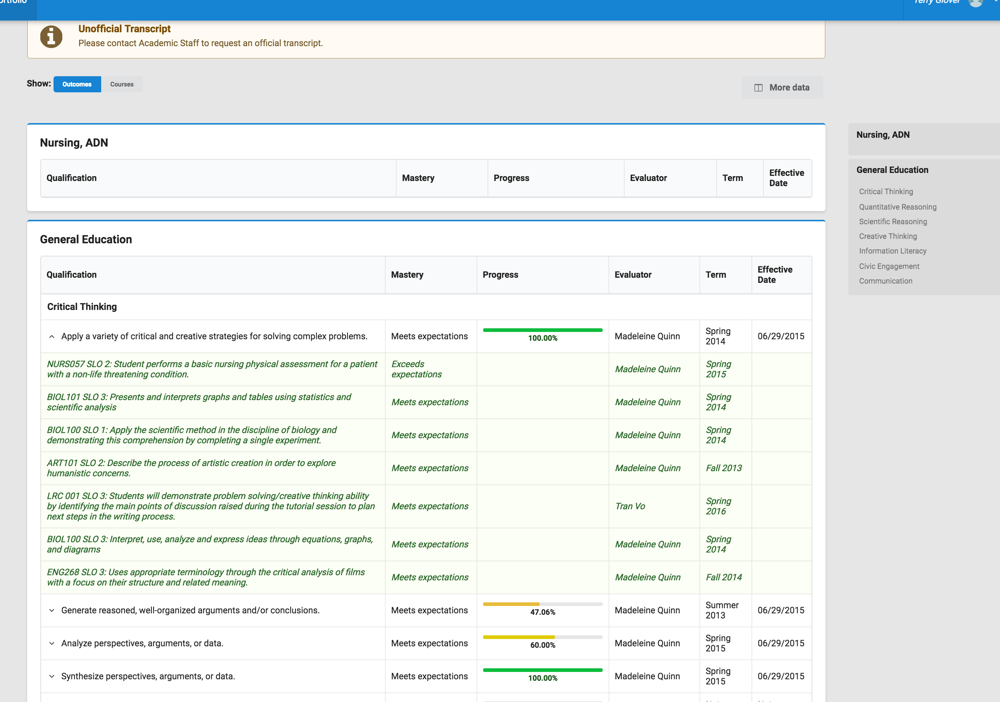 Terry Glover
Unofficial Transcript
Please contact Academic Staff to request an official transcript.
Show: Outcomes Courses
More data
Nursing, ADN
Qualification Mastery Progress Evaluator Term Effective
Date
General Education
Qualification Mastery Progress Evaluator Term Effective
Date
Critical Thinking
Apply a variety of critical and creative strategies for solving complex problems. Meets expectations 100.00% Madeleine Quinn Spring
2014 06/29/2015
NURS057 SLO 2: Student performs a basic nursing physical assessment for a patient
with a non-life threatening condition. Exceeds
expectations Madeleine Quinn Spring
2015
BIOL101 SLO 3: Presents and interprets graphs and tables using statistics and
scientific analysis Meets expectations Madeleine Quinn Spring
2014
BIOL100 SLO 1: Apply the scientific method in the discipline of biology and
demonstrating this comprehension by completing a single experiment. Meets expectations Madeleine Quinn Spring
2014
ART101 SLO 2: Describe the process of artistic creation in order to explore
humanistic concerns. Meets expectations Madeleine Quinn Fall 2013
LRC 001 SLO 3: Students will demonstrate problem solving/creative thinking ability
by identifying the main points of discussion raised during the tutorial session to plan
next steps in the writing process. Meets expectations Tran Vo Spring
2016
BIOL100 SLO 3: Interpret, use, analyze and express ideas through equations, graphs,
and diagrams Meets expectations Madeleine Quinn Spring
2014
ENG268 SLO 3: Uses appropriate terminology through the critical analysis of films
with a focus on their structure and related meaning. Meets expectations Madeleine Quinn Fall 2014
Generate reasoned, well-organized arguments and/or conclusions. Meets expectations 47.06% Madeleine Quinn Summer
2013 06/29/2015
Analyze perspectives, arguments, or data. Meets expectations 60.00% Madeleine Quinn Spring
2015 06/29/2015
Synthesize perspectives, arguments, or data. Meets expectations 100.00% Madeleine Quinn Spring
2015 06/29/2015
Nursing, ADN
General Education
Critical Thinking
Quantitative Reasoning
Scientific Reasoning
Creative Thinking
Information Literacy
Civic Engagement
Communication